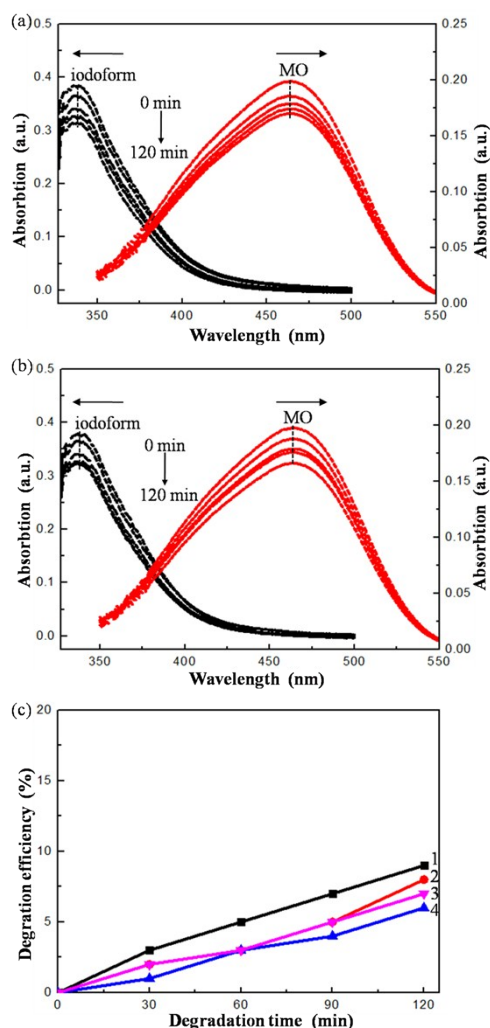 (a)
0.5
0.4
0.3
0.2
0.1
0.0
Absorbtion (a.u.)
iodoform
0 min
120 min
MO
0.25
0.20
0.15
0.10
0.05
0.00
Absorbtion (a.u.)
350 400 450 500 550
Wavelength (nm)
(b)
0.5
0.4
0.3
0.2
0.1
0.0
Absorbtion (a.u.)
iodoform
0 min
120 min
MO
0.25
0.20
0.15
0.10
0.05
0.00
Absorbtion (a.u.)
350 400 450 500 550
Wavelength (nm)
(c)
20
15
10
5
0
Degration efficiency (%)
1
2
3
4
0 30 60 90 120
Degradation time (min)